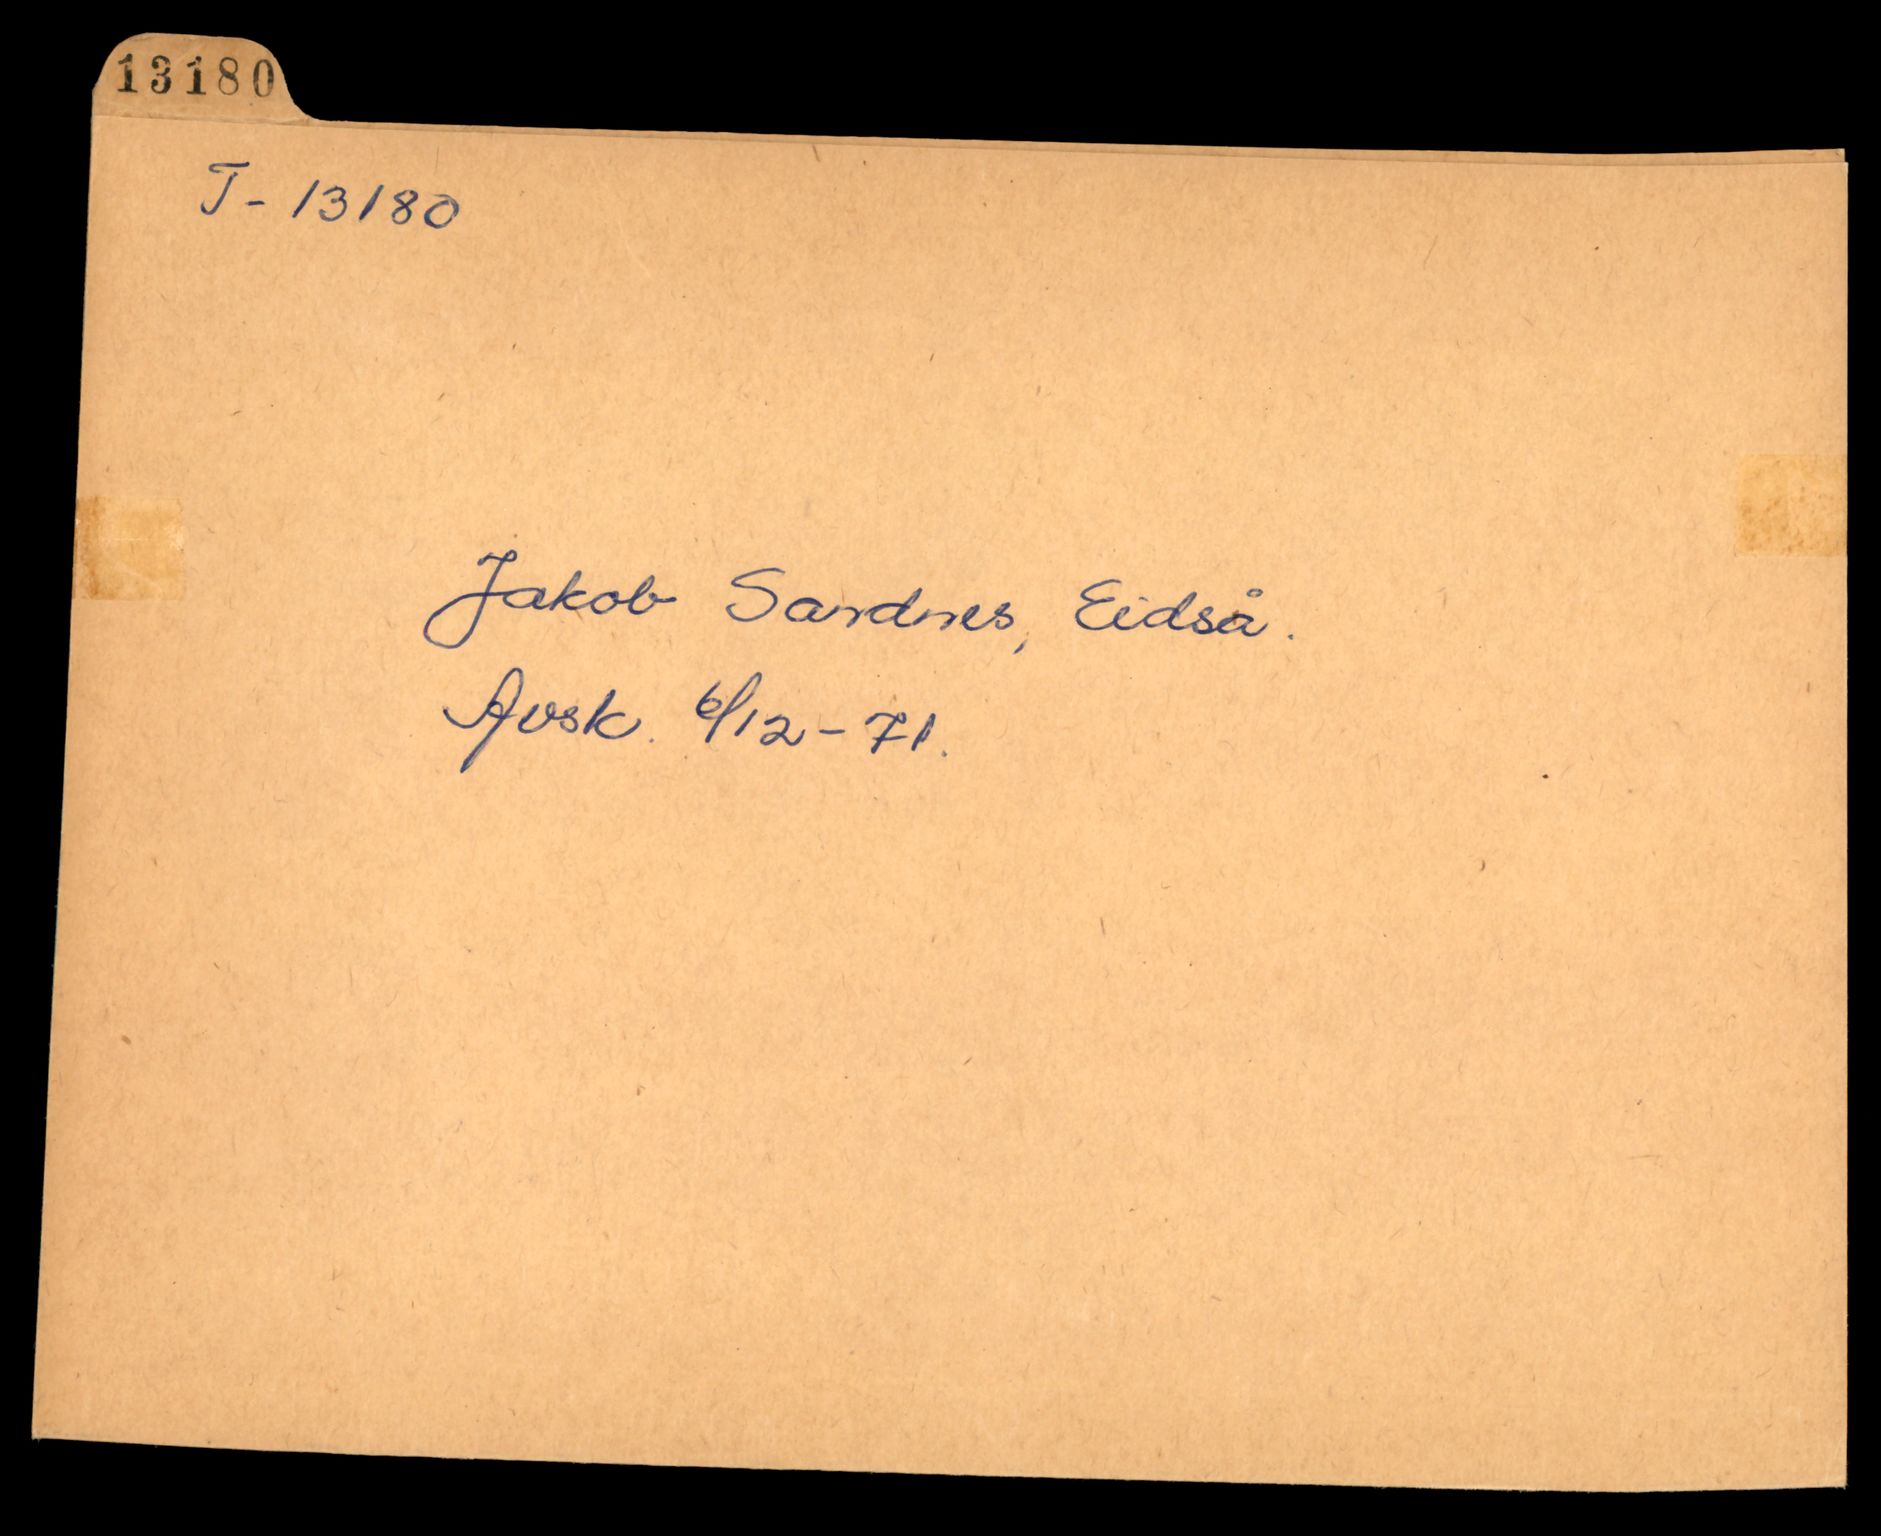 13180
T-13180
Jakob Sandnes, Eidså.
Avsk. 6/12-71.